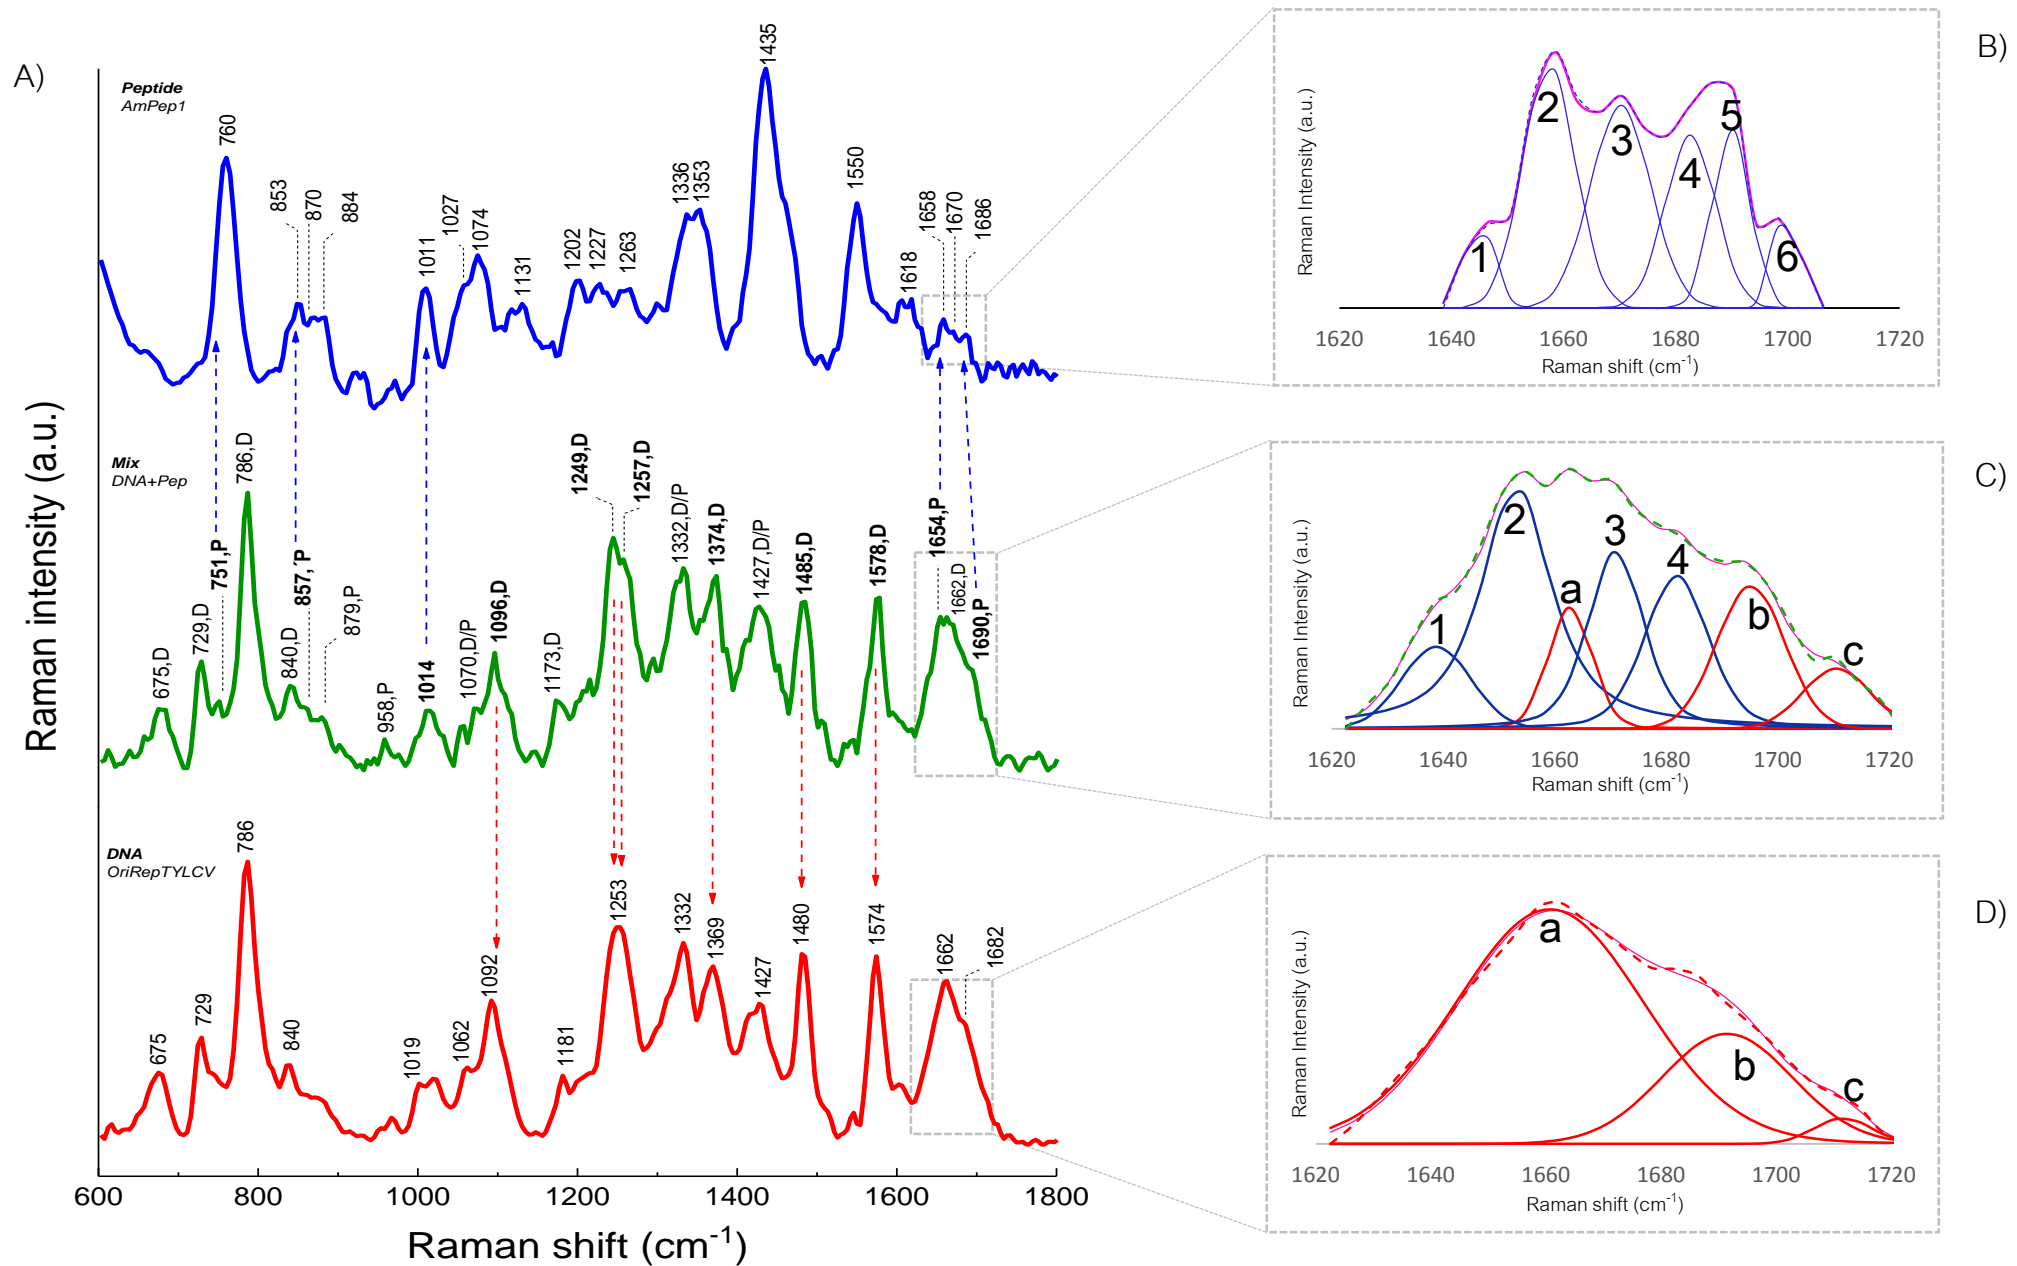 A)
Peptide
AmPep1
760
853
870
884
1011
1027
1074
1131
1202
1227
1263
1336
1353
1435
1550
1618
1658
1670
1686
Mix
DNA+Pep
675,D
729,D
751,P
786,D
840,D
857, P
879,P
958,P
1014
1070,D/P
1096,D
1173,D
1249,D
1257,D
1332,D/P
1374,D
1427,D/P
1485,D
1578,D
1654,P
1662,D
1690,P
DNA
OriRepTYLCV
675
729
786
840
1019
1062
1092
1181
1253
1332
1369
1427
1480
1574
1662
1682
600 800 1000 1200 1400 1600 1800
Raman shift (cm-1)
Raman intensity (a.u.)
B)
Raman Intensity (a.u.)
1 2 3 4 5 6
1620 1640 1660 1680 1700 1720
Raman shift (cm-1)
C)
Raman Intensity (a.u.)
1 2 a 3 4 b c
1620 1640 1660 1680 1700 1720
Raman shift (cm-1)
D)
Raman Intensity (a.u.)
a b c
1620 1640 1660 1680 1700 1720
Raman shift (cm-1)